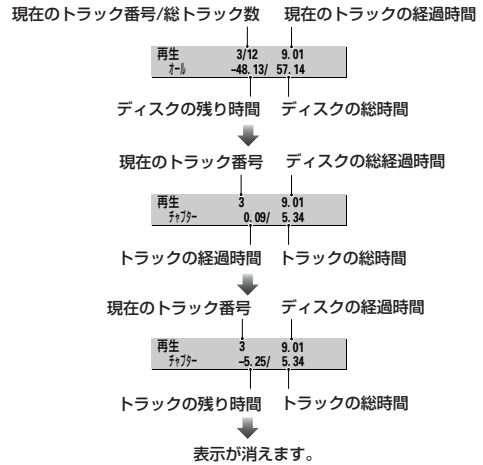 現在のトラック番号/総トラック数 現在のトラックの経過時間
再生 3/12 9.01
ｵｰﾙ -48.13/ 57.14
ディスクの残り時間 ディスクの総時間
現在のトラック番号 ディスクの総経過時間
再生 3 9.01
ﾁｬﾌﾟﾀｰ 0.09/ 5.34
トラックの経過時間 トラックの総時間
現在のトラック番号 ディスクの経過時間
再生 3 9.01
ﾁｬﾌﾟﾀｰ -5.25/ 5.34
トラックの残り時間 トラックの総時間
表示が消えます。